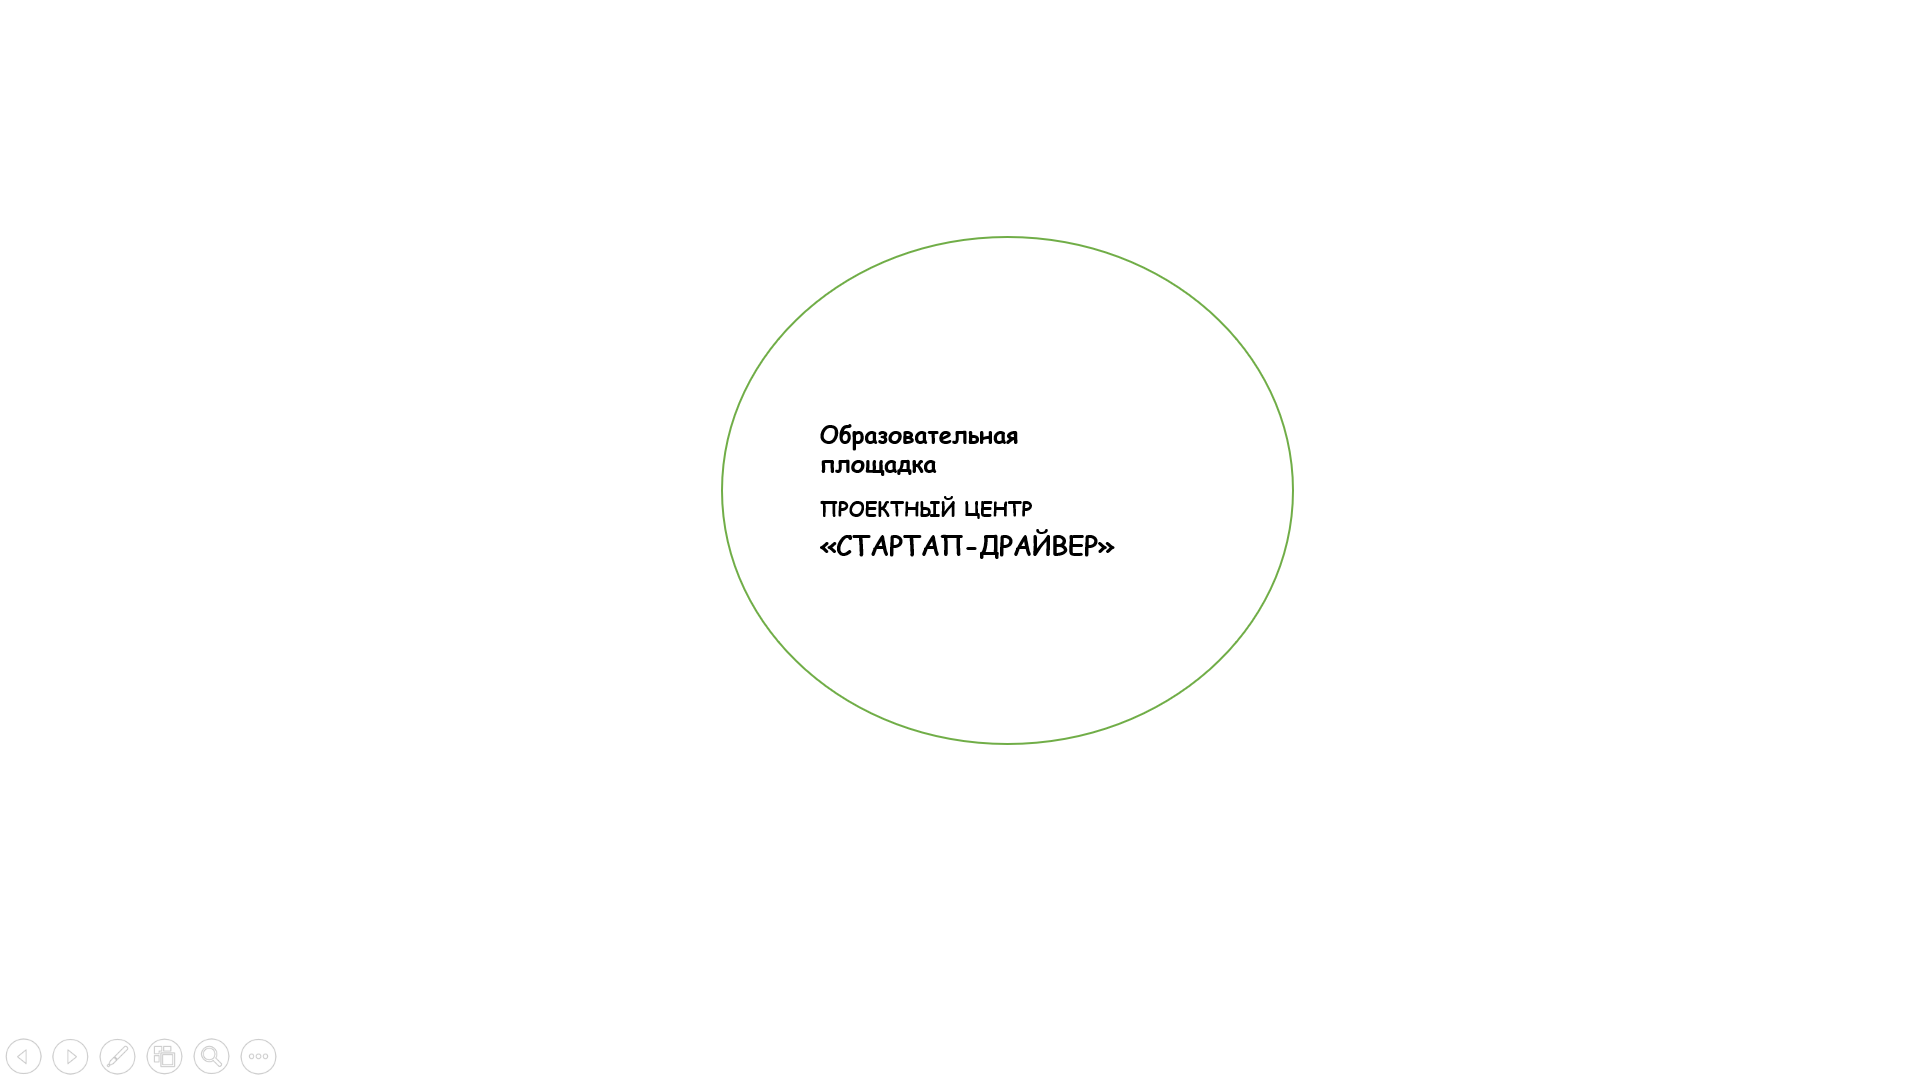 Образовательная
площадка
ПРОЕКТНЫЙ ЦЕНТР
«СТАРТАП-ДРАЙВЕР»